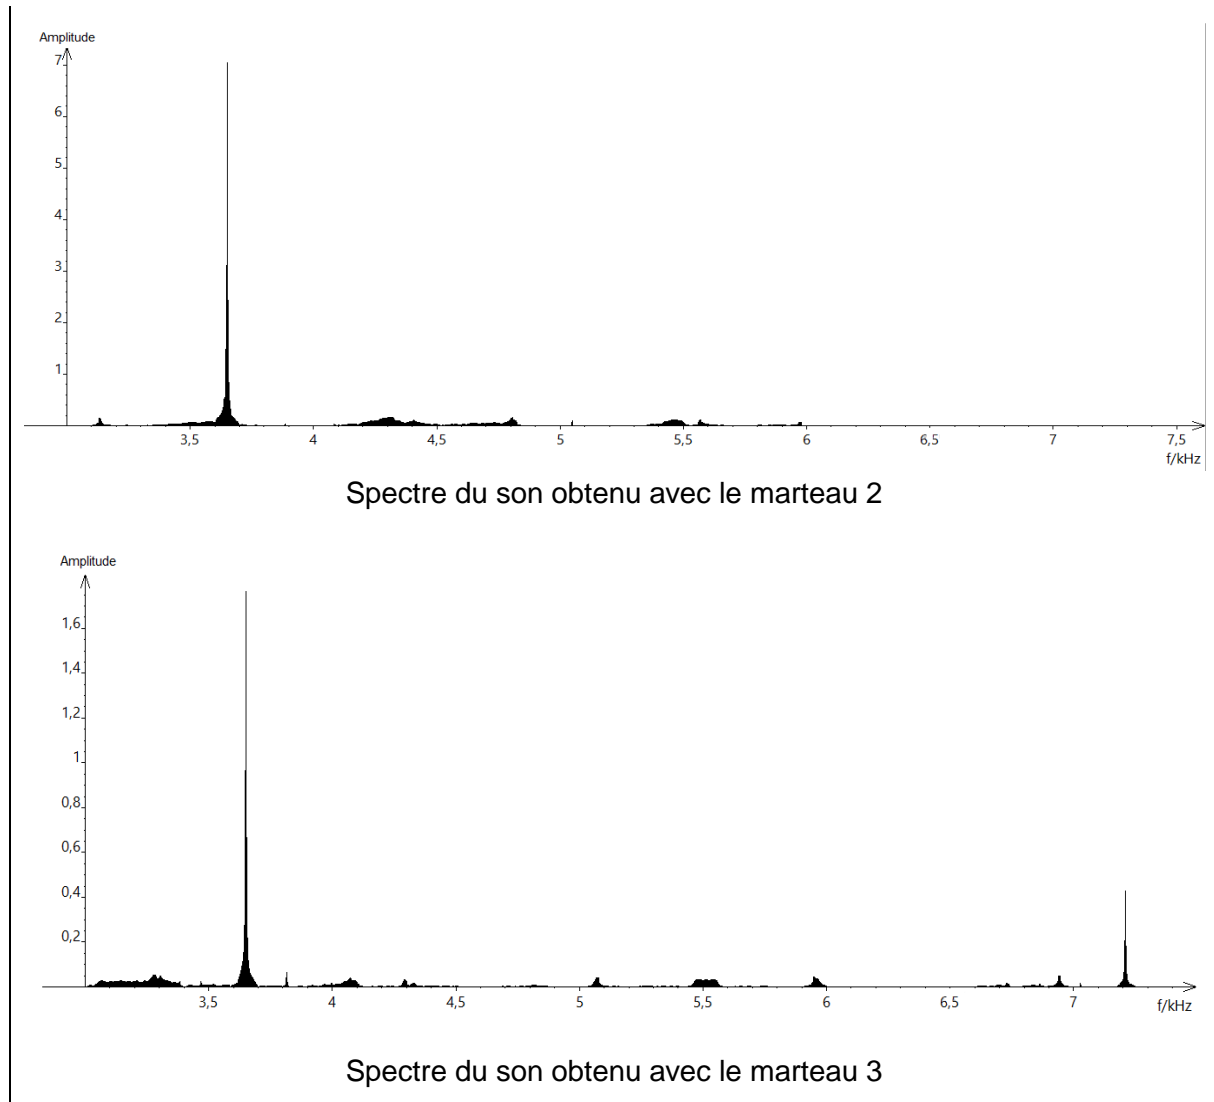 Amplitude
7
6
5
4
3
2
1
3,5 4 4,5 5 5,5 6 6,5 7 7,5
f/kHz
Spectre du son obtenu avec le marteau 2
Amplitude
1,6
1,4
1,2
1
0,8
0,6
0,4
0,2
3,5 4 4,5 5 5,5 6 6,5 7 f/kHz
Spectre du son obtenu avec le marteau 3